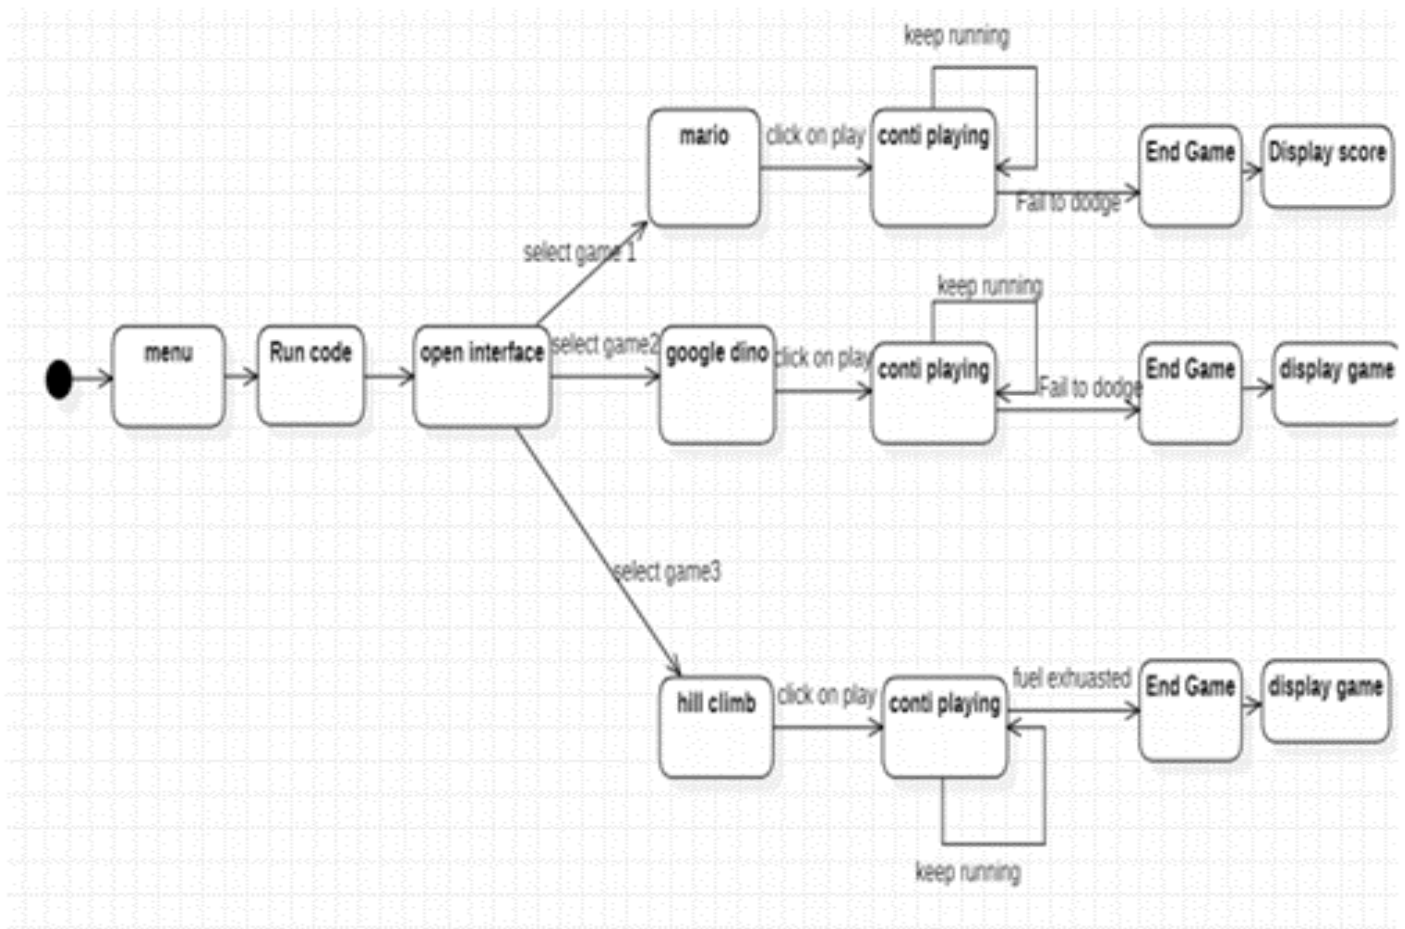 keep running
mario
click on play
conti playing
End Game
Display score
Fail to dodge
select game 1
keep running
menu
Run code
open interface
select game2
google dino
click on play
conti playing
Fail to dodge
End Game
display game
select game3
hill climb
click on play
conti playing
fuel exhuasted
End Game
display game
keep running